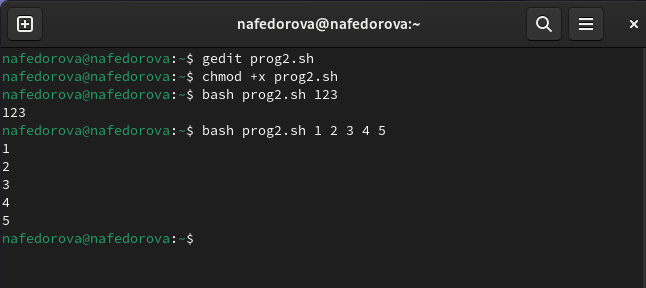 nafedorova@nafedorova:~
nafedorova@nafedorova:~$ gedit prog2.sh
nafedorova@nafedorova:~$ chmod +x prog2.sh
nafedorova@nafedorova:~$ bash prog2.sh 123
123
nafedorova@nafedorova:~$ bash prog2.sh 1 2 3 4 5
1
2
3
4
5
nafedorova@nafedorova:~$